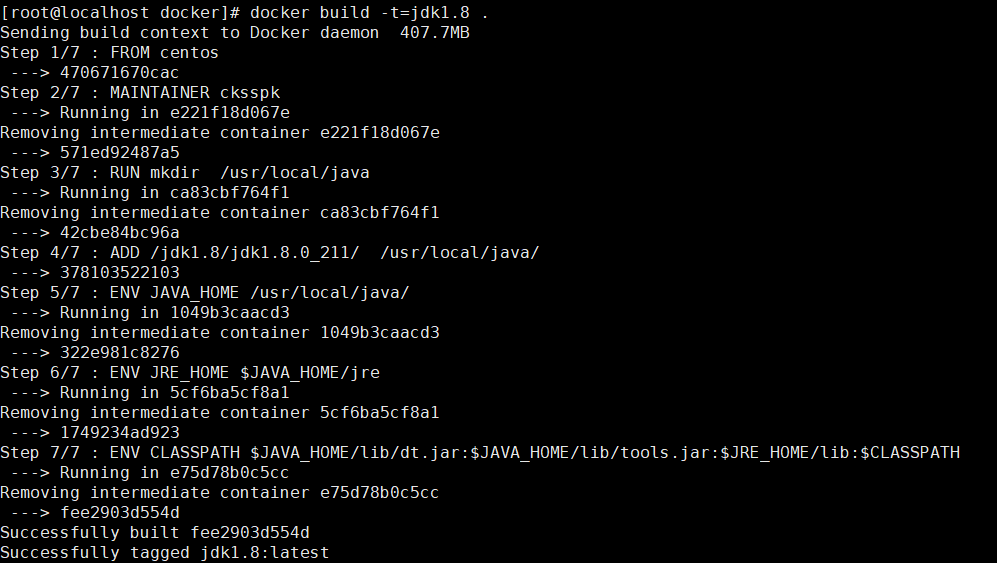 [root@localhost docker]# docker build -t=jdk1.8 .
Sending build context to Docker daemon  407.7MB
Step 1/7 : FROM centos
 ---> 470671670cac
Step 2/7 : MAINTAINER cksspk
 ---> Running in e221f18d067e
Removing intermediate container e221f18d067e
 ---> 571ed92487a5
Step 3/7 : RUN mkdir  /usr/local/java
 ---> Running in ca83cbf764f1
Removing intermediate container ca83cbf764f1
 ---> 42cbe84bc96a
Step 4/7 : ADD /jdk1.8/jdk1.8.0_211/  /usr/local/java/
 ---> 378103522103
Step 5/7 : ENV JAVA_HOME /usr/local/java/
 ---> Running in 1049b3caacd3
Removing intermediate container 1049b3caacd3
 ---> 322e981c8276
Step 6/7 : ENV JRE_HOME $JAVA_HOME/jre
 ---> Running in 5cf6ba5cf8a1
Removing intermediate container 5cf6ba5cf8a1
 ---> 1749234ad923
Step 7/7 : ENV CLASSPATH $JAVA_HOME/lib/dt.jar:$JAVA_HOME/lib/tools.jar:$JRE_HOME/lib:$CLASSPATH
 ---> Running in e75d78b0c5cc
Removing intermediate container e75d78b0c5cc
 ---> fee2903d554d
Successfully built fee2903d554d
Successfully tagged jdk1.8:latest